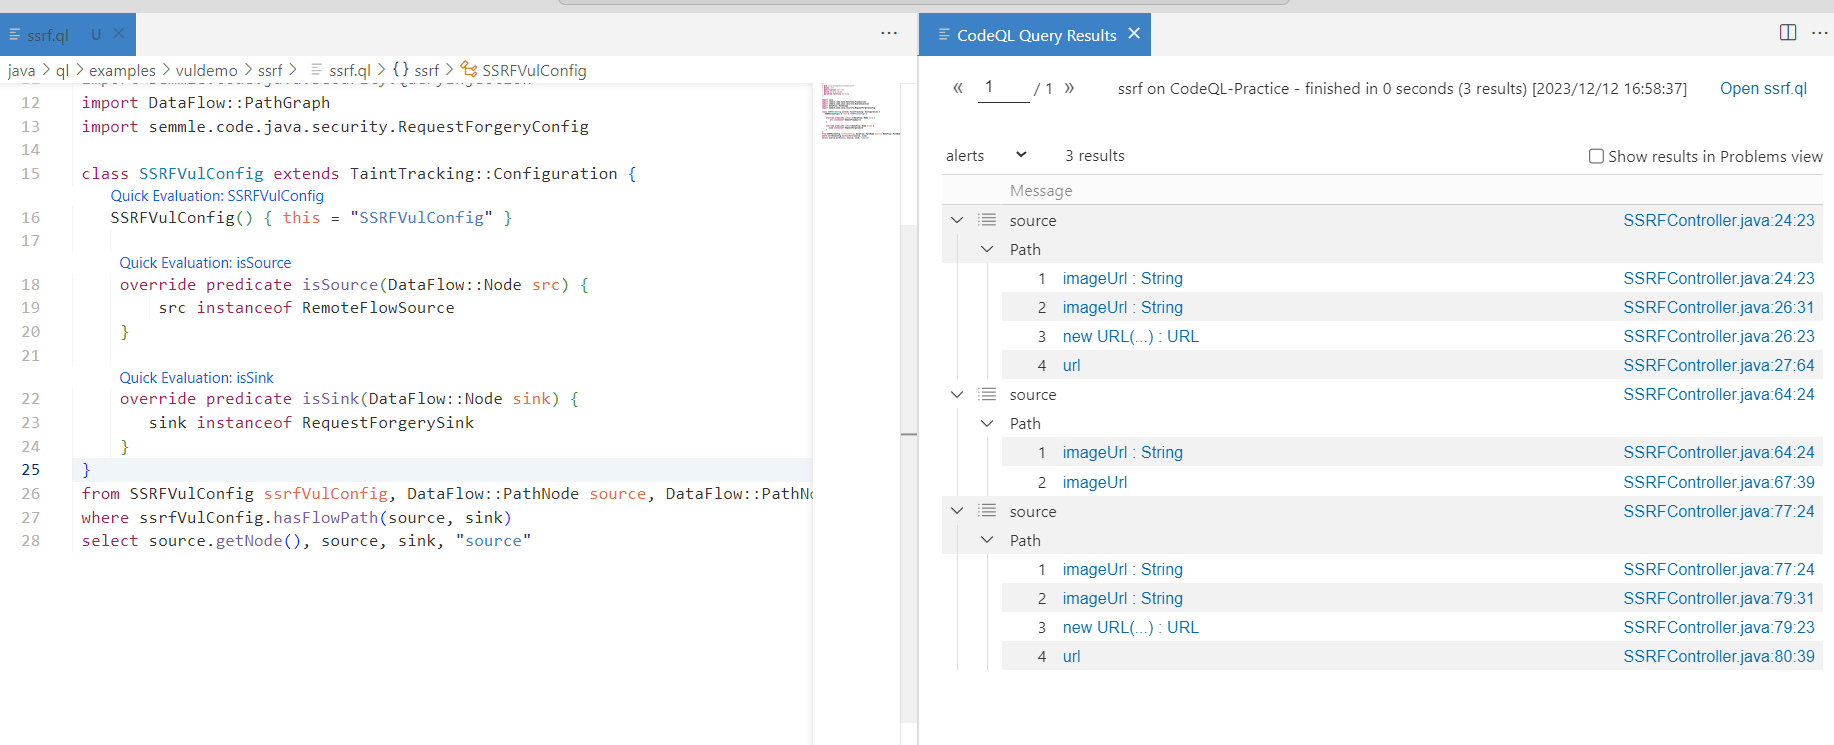 ssrf.ql U
java > ql > examples > vuldemo > ssrf > ssrf.ql > {} ssrf > SSRFVulConfig
12 import DataFlow::PathGraph
13 import semmle.code.java.security.RequestForgeryConfig
14
15 class SSRFVulConfig extends TaintTracking::Configuration {
Quick Evaluation: SSRFVulConfig
16 SSRFVulConfig() { this = "SSRFVulConfig" }
17
Quick Evaluation: isSource
18 override predicate isSource(DataFlow::Node src) {
19 src instanceof RemoteFlowSource
20 }
21
Quick Evaluation: isSink
22 override predicate isSink(DataFlow::Node sink) {
23 sink instanceof RequestForgerySink
24 }
25 }
26 from SSRFVulConfig ssrfVulConfig, DataFlow::PathNode source, DataFlow::PathNo
27 where ssrfVulConfig.hasFlowPath(source, sink)
28 select source.getNode(), source, sink, "source"
CodeQL Query Results
« 1 / 1 » ssrf on CodeQL-Practice - finished in 0 seconds (3 results) [2023/12/12 16:58:37] Open ssrf.ql
alerts 3 results Show results in Problems view
Message
source SSRFController.java:24:23
Path
1 imageUrl : String SSRFController.java:24:23
2 imageUrl : String SSRFController.java:26:31
3 new URL(...) : URL SSRFController.java:26:23
4 url SSRFController.java:27:64
source SSRFController.java:64:24
Path
1 imageUrl : String SSRFController.java:64:24
2 imageUrl SSRFController.java:67:39
source SSRFController.java:77:24
Path
1 imageUrl : String SSRFController.java:77:24
2 imageUrl : String SSRFController.java:79:31
3 new URL(...) : URL SSRFController.java:79:23
4 url SSRFController.java:80:39